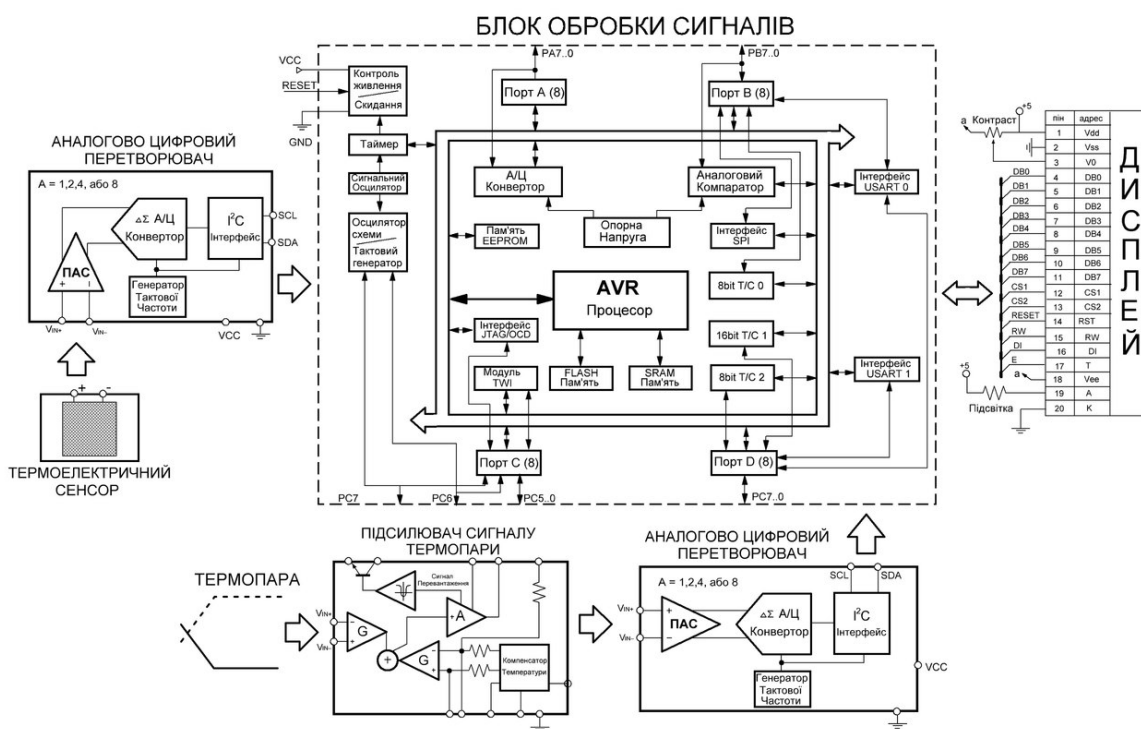 БЛОК ОБРОБКИ СИГНАЛІВ
PA7..0
PB7..0
VCC
RESET
GND
Контроль
живлення
Скидання
Порт А (8)
Порт В (8)
Таймер
Сигнальний
Осцилятор
Осцилятор
схеми
Тактовий
генератор
А/Ц
Конвертор
Аналоговий
Компаратор
Опорна
Напруга
Пам'ять
EEPROM
Інтерфейс
SPI
Інтерфейс
USART 0
AVR
Процесор
8bit T/C 0
Інтерфейс
JTAG/OCD
16bit T/C 1
Модуль
TWI
FLASH
Пам'ять
SRAM
Пам'ять
8bit T/C 2
Інтерфейс
USART 1
Порт С (8)
Порт D (8)
PC7
PC6
PC5..0
PC7..0
АНАЛОГОВО ЦИФРОВИЙ
ПЕРЕТВОРЮВАЧ
А = 1,2,4, або 8
ΔΣ А/Ц
Конвертор
I²C
Інтерфейс
SCL
SDA
ПАС
+
–
Генератор
Тактової
Частоти
VIN+
VIN–
VCC
+
-
ТЕРМОЕЛЕКТРИЧНИЙ
СЕНСОР
+5
а
Контраст
пін адрес
1 Vdd
2 Vss
3 V0
DB0 4 DB0
DB1 5 DB1
DB2 6 DB2
DB3 7 DB3
DB4 8 DB4
DB5 9 DB5
DB6 10 DB6
DB7 11 DB7
CS1 12 CS1
CS2 13 CS2
RESET 14 RST
RW 15 RW
DI 16 DI
E 17 T
а 18 Vee
+5
19 A
Підсвітка
20 K
ДИСПЛЕЙ
ТЕРМОПАРА
ПІДСИЛЮВАЧ СИГНАЛУ
ТЕРМОПАРИ
Сигнал
Перевантаження
+A
VIN+
VIN–
–
G
+
+
G
–
+
Компенсатор
Температури
АНАЛОГОВО ЦИФРОВИЙ
ПЕРЕТВОРЮВАЧ
А = 1,2,4, або 8
SCL
SDA
VIN+
VIN–
+
ПАС
–
ΔΣ А/Ц
Конвертор
I²C
Інтерфейс
Генератор
Тактової
Частоти
VCC